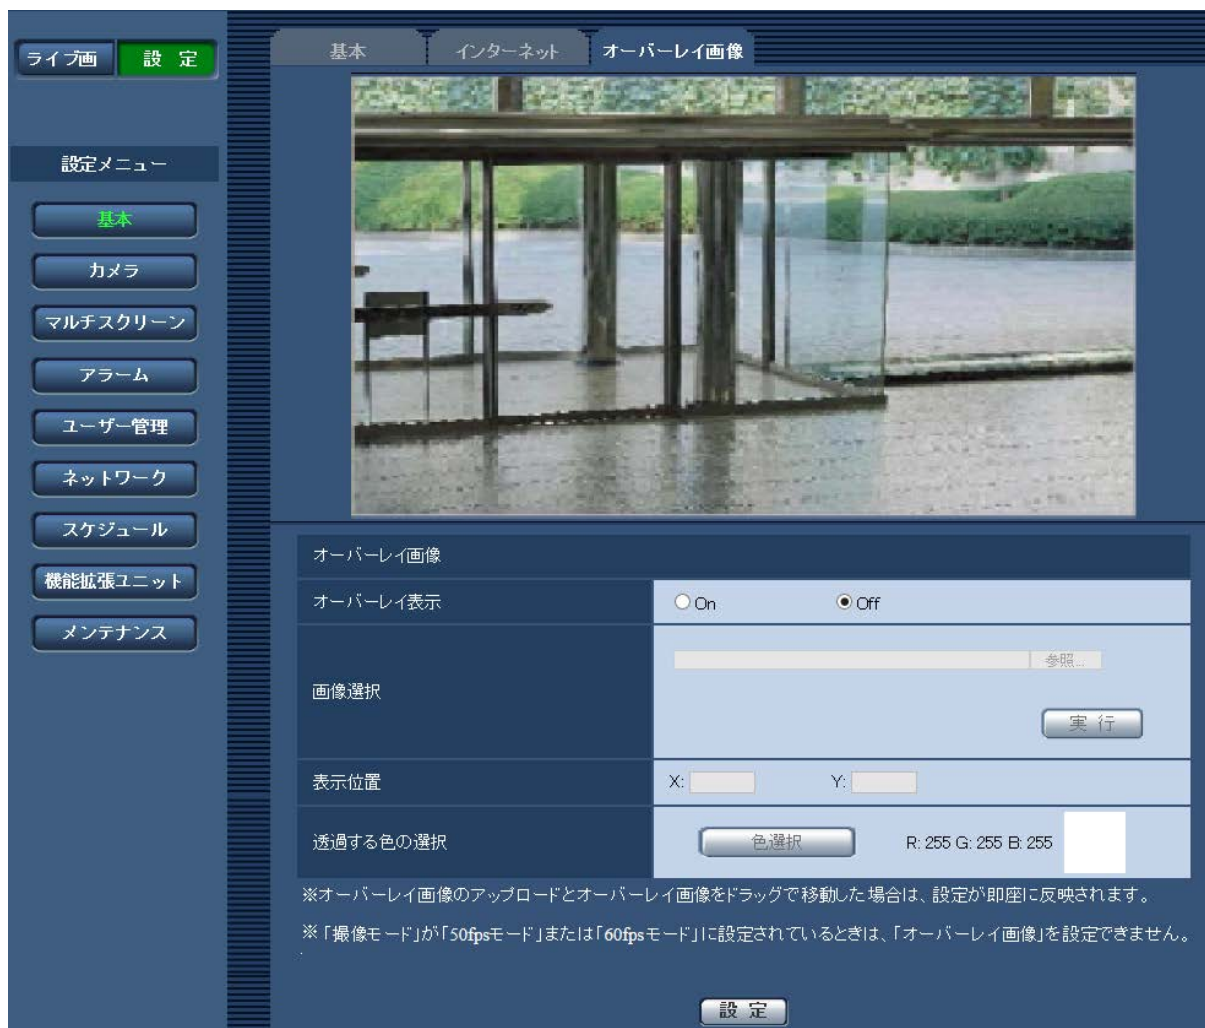 ライブ画
設 定
基本
インターネット
オーバーレイ画像
設定メニュー
基本
カメラ
マルチスクリーン
アラーム
ユーザー管理
ネットワーク
スケジュール
機能拡張ユニット
メンテナンス
オーバーレイ画像
オーバーレイ表示
On
Off
画像選択
参照...
実 行
表示位置
X:
Y:
透過する色の選択
色選択
R: 255 G: 255 B: 255
※オーバーレイ画像のアップロードとオーバーレイ画像をドラッグで移動した場合は、設定が即座に反映されます。
※「撮像モード」が「50fpsモード」または「60fpsモード」に設定されているときは、「オーバーレイ画像」を設定できません。
設 定